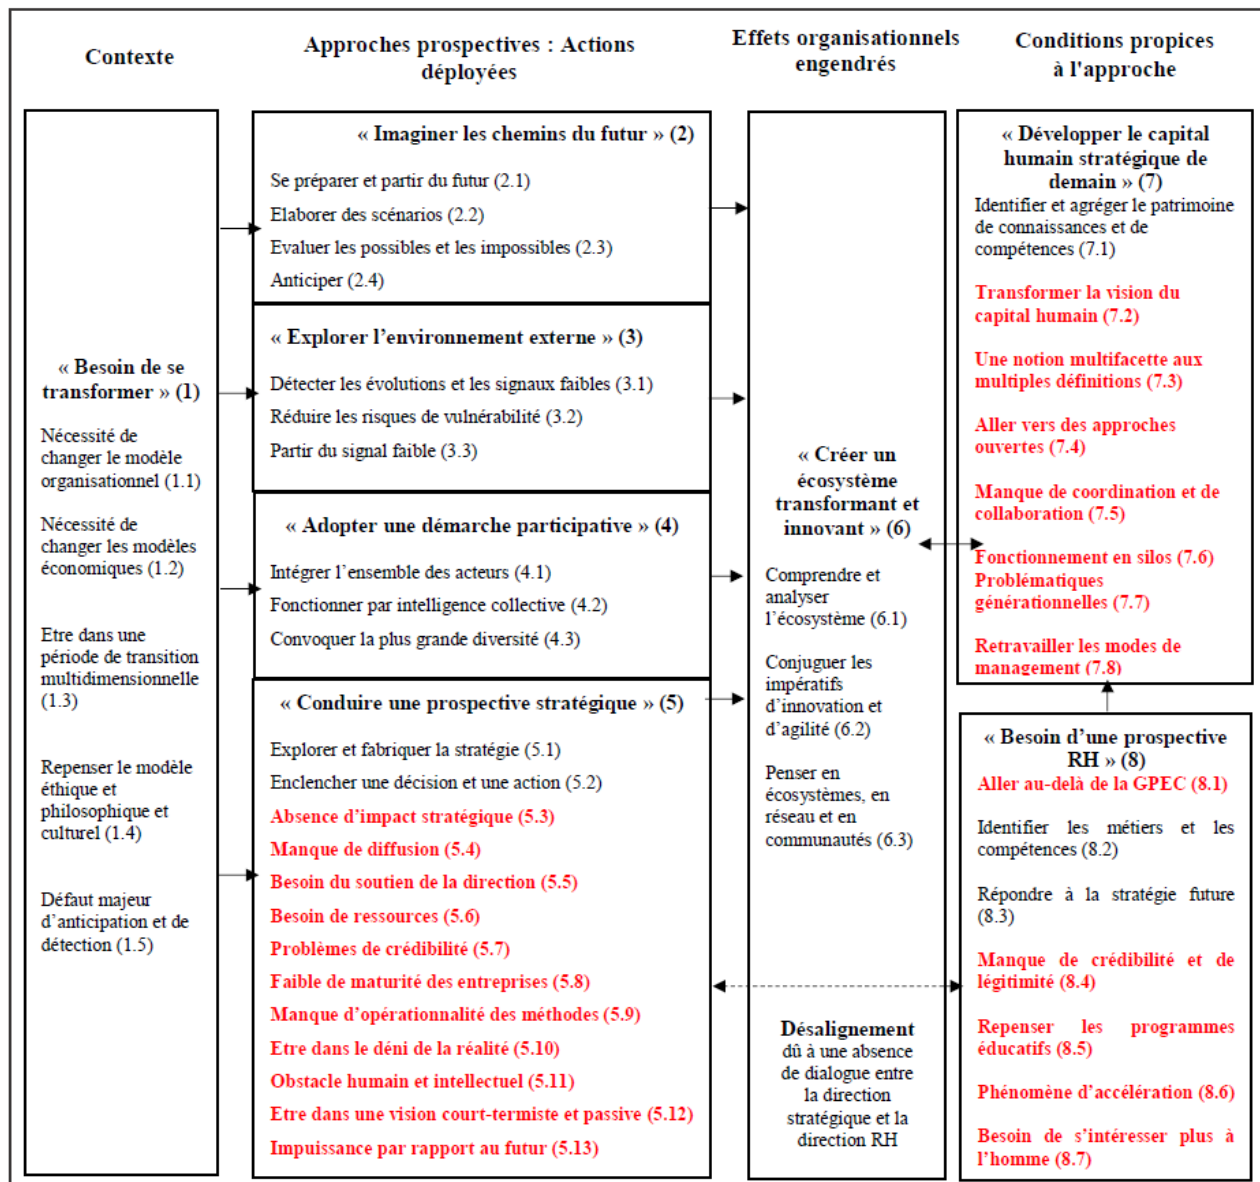 Contexte
Approches prospectives : Actions
déployées
Effets organisationnels
engendrés
Conditions propices
à l'approche
« Besoin de se
transformer » (1)
Nécessité de
changer le modèle
organisationnel (1.1)
Nécessité de
changer les modèles
économiques (1.2)
Etre dans une
période de transition
multidimensionnelle
(1.3)
Repenser le modèle
éthique et
philosophique et
culturel (1.4)
Défaut majeur
d’anticipation et de
détection (1.5)
« Imaginer les chemins du futur » (2)
Se préparer et partir du futur (2.1)
Elaborer des scénarios (2.2)
Evaluer les possibles et les impossibles (2.3)
Anticiper (2.4)
« Explorer l’environnement externe » (3)
Détecter les évolutions et les signaux faibles (3.1)
Réduire les risques de vulnérabilité (3.2)
Partir du signal faible (3.3)
« Adopter une démarche participative » (4)
Intégrer l’ensemble des acteurs (4.1)
Fonctionner par intelligence collective (4.2)
Convoquer la plus grande diversité (4.3)
« Conduire une prospective stratégique » (5)
Explorer et fabriquer la stratégie (5.1)
Enclencher une décision et une action (5.2)
Absence d’impact stratégique (5.3)
Manque de diffusion (5.4)
Besoin du soutien de la direction (5.5)
Besoin de ressources (5.6)
Problèmes de crédibilité (5.7)
Faible de maturité des entreprises (5.8)
Manque d’opérationnalité des méthodes (5.9)
Etre dans le déni de la réalité (5.10)
Obstacle humain et intellectuel (5.11)
Etre dans une vision court-termiste et passive (5.12)
Impuissance par rapport au futur (5.13)
« Créer un
écosystème
transformant et
innovant » (6)
Comprendre et
analyser
l’écosystème (6.1)
Conjuguer les
impératifs
d’innovation et
d’agilité (6.2)
Penser en
écosystèmes, en
réseau et en
communautés (6.3)
Désalignement
dû à une absence
de dialogue entre
la direction
stratégique et la
direction RH
« Développer le capital
humain stratégique de
demain » (7)
Identifier et agréger le patrimoine
de connaissances et de
compétences (7.1)
Transformer la vision du
capital humain (7.2)
Une notion multifacette aux
multiples définitions (7.3)
Aller vers des approches
ouvertes (7.4)
Manque de coordination et de
collaboration (7.5)
Fonctionnement en silos (7.6)
Problématiques
générationnelles (7.7)
Retravailler les modes de
management (7.8)
« Besoin d’une prospective
RH » (8)
Aller au-delà de la GPEC (8.1)
Identifier les métiers et les
compétences (8.2)
Répondre à la stratégie future
(8.3)
Manque de crédibilité et de
légitimité (8.4)
Repenser les programmes
éducatifs (8.5)
Phénomène d’accélération (8.6)
Besoin de s’intéresser plus à
l’homme (8.7)